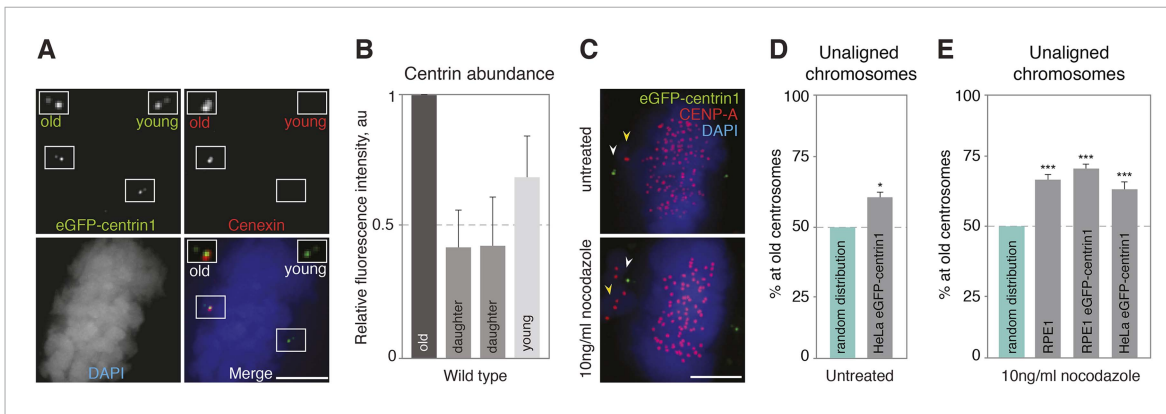 A
old
young
eGFP-centrin1
old
young
Cenexin
DAPI
old
young
Merge
B
Centrin abundance
Relative fluorescence intensity, au
1
0.5
0
old
daughter
daughter
young
Wild type
C
eGFP-centrin1
CENP-A
DAPI
untreated
10ng/ml nocodazole
D
Unaligned
chromosomes
% at old centrosomes
100
75
50
25
0
random distribution
HeLa eGFP-centrin1
*
Untreated
E
Unaligned
chromosomes
% at old centrosomes
100
75
50
25
0
random distribution
RPE1
RPE1 eGFP-centrin1
HeLa eGFP-centrin1
***
***
***
10ng/ml nocodazole